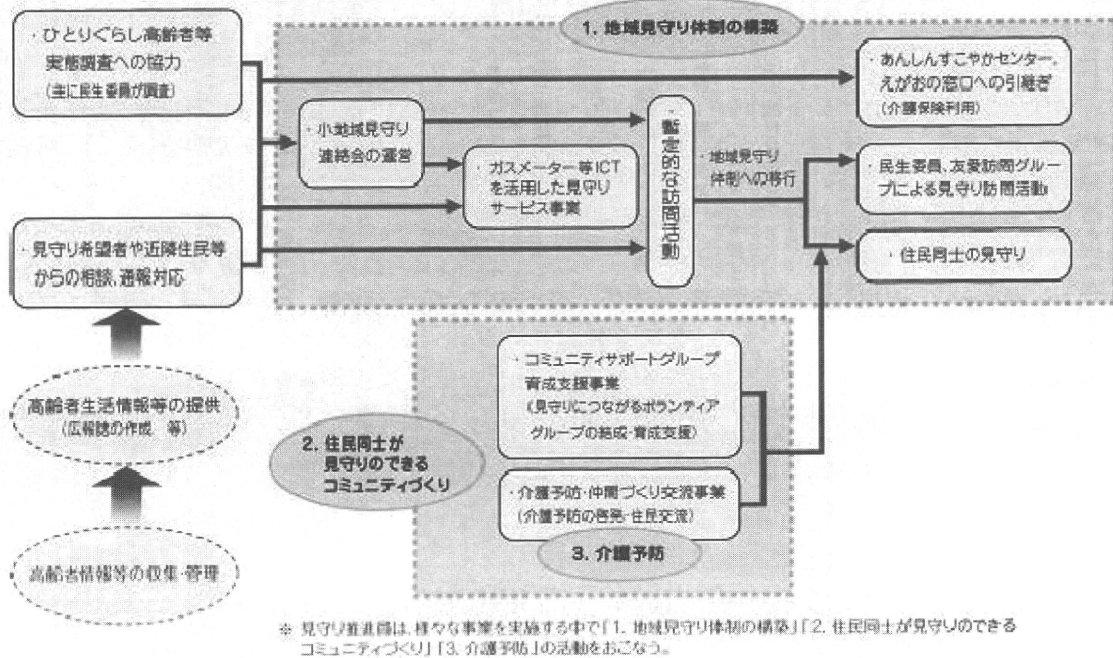 1. 地域見守り体制の構築
・ひとりぐらし高齢者等
実態調査への協力
(主に民生委員が調査)
・あんしんすこやかセンター、
えがおの窓口への引継ぎ
(介護保険利用)
・小地域見守り
連絡会の運営
・ガスメーター等ICT
を活用した見守り
サービス事業
・暫定的な訪問活動
・地域見守り
体制への移行
・民生委員、友愛訪問グルー
プによる見守り訪問活動
・住民同士の見守り
・見守り希望者や近隣住民等
からの相談、通報対応
高齢者生活情報等の提供
(広報誌の作成 等)
高齢者情報等の収集・管理
2. 住民同士が
見守りのできる
コミュニティづくり
・コミュニティサポートグループ
育成支援事業
(見守りにつながるボランティア
グループの結成・育成支援)
・介護予防・仲間づくり交流事業
(介護予防の啓発・住民交流)
3. 介護予防
※ 見守り推進員は、様々な事業を実施する中で「1. 地域見守り体制の構築」「2. 住民同士が見守りのできる
コミュニティづくり」「3. 介護予防」の活動をおこなう。